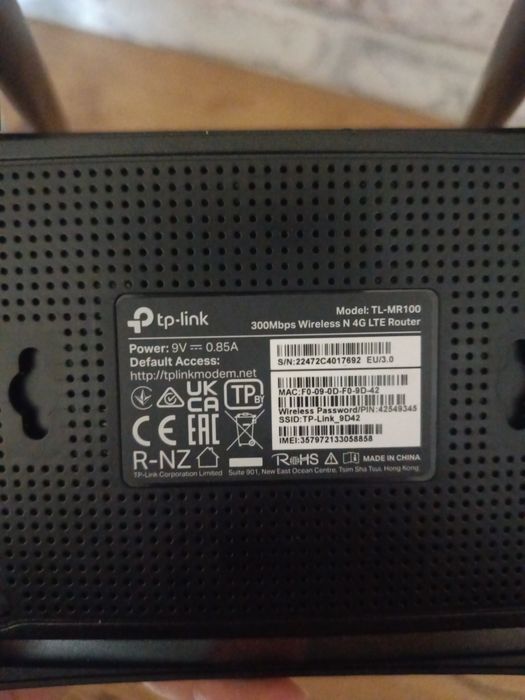 tp-link
Model: TL-MR100
300Mbps Wireless N 4G LTE Router
Power: 9V⎓0.85A
Default Access:
http://tplinkmodem.net
S/N:22472C4017692 EU/3.0
MAC:F0-09-0D-F0-9D-42
Wireless Password/PIN:42549345
SSID:TP-Link_9D42
IMEI:357972133058858
UK
CA
TP
BY
CE EAC
R-NZ
RoHS
MADE IN CHINA
TP-Link Corporation Limited Suite 901, New East Ocean Centre, Tsim Sha Tsui, Hong Kong